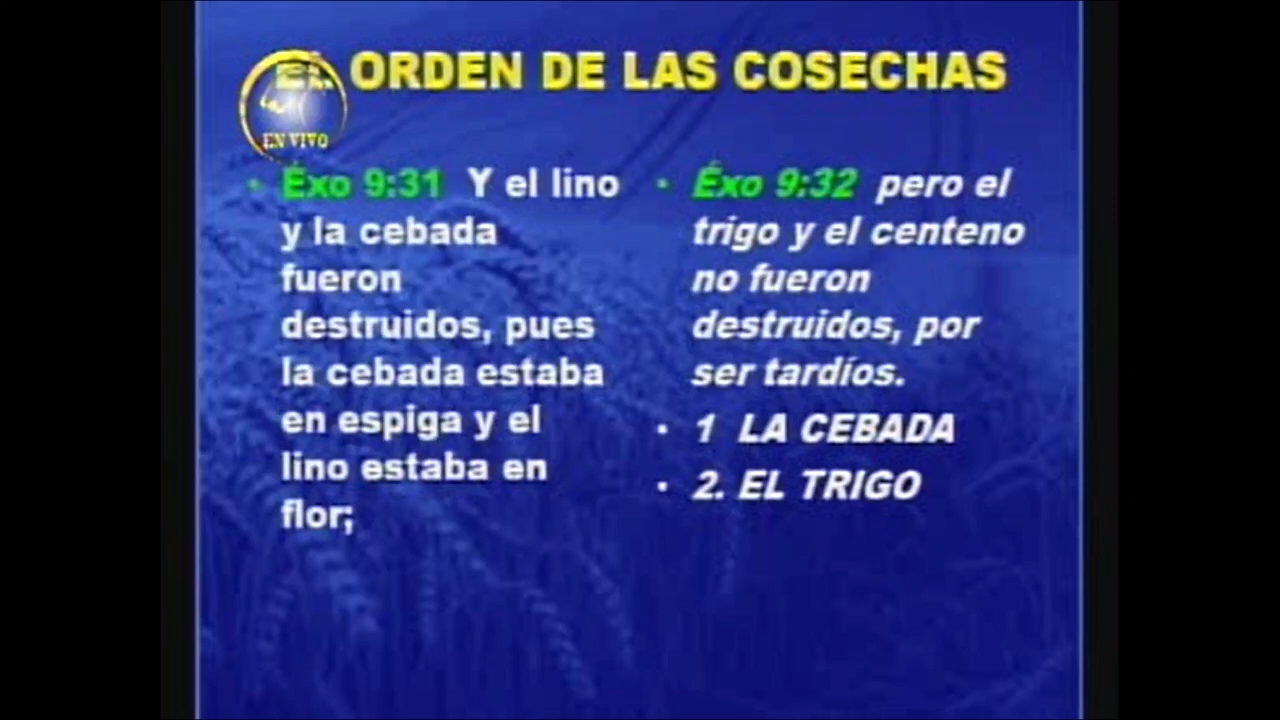 EL ORDEN DE LAS COSECHAS
EN VIVO
• Éxo 9:31 Y el lino
y la cebada
fueron
destruidos, pues
la cebada estaba
en espiga y el
lino estaba en
flor;
• Éxo 9:32 pero el
trigo y el centeno
no fueron
destruidos, por
ser tardíos.
• 1 LA CEBADA
• 2. EL TRIGO